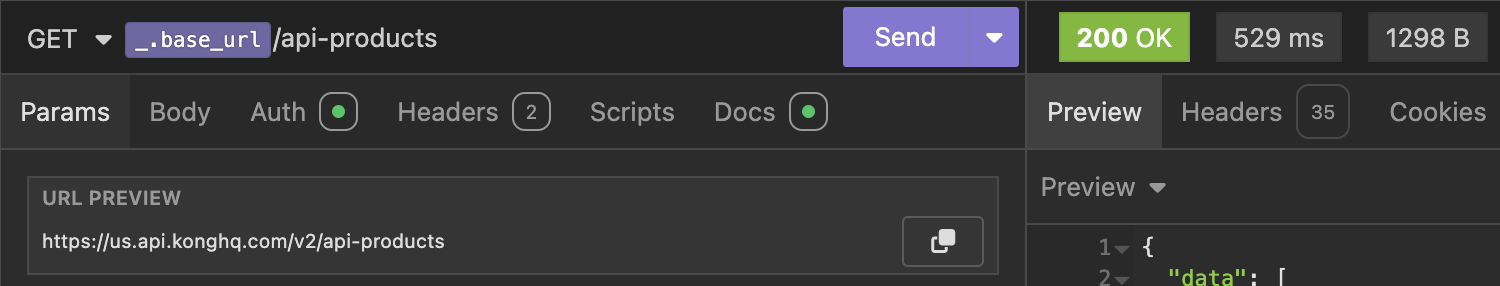 GET _.base_url/api-products Send 200 OK 529 ms 1298 B
Params Body Auth Headers 2 Scripts Docs Preview Headers 35 Cookies
URL PREVIEW
https://us.api.konghq.com/v2/api-products
Preview
1 {
2 "data": [